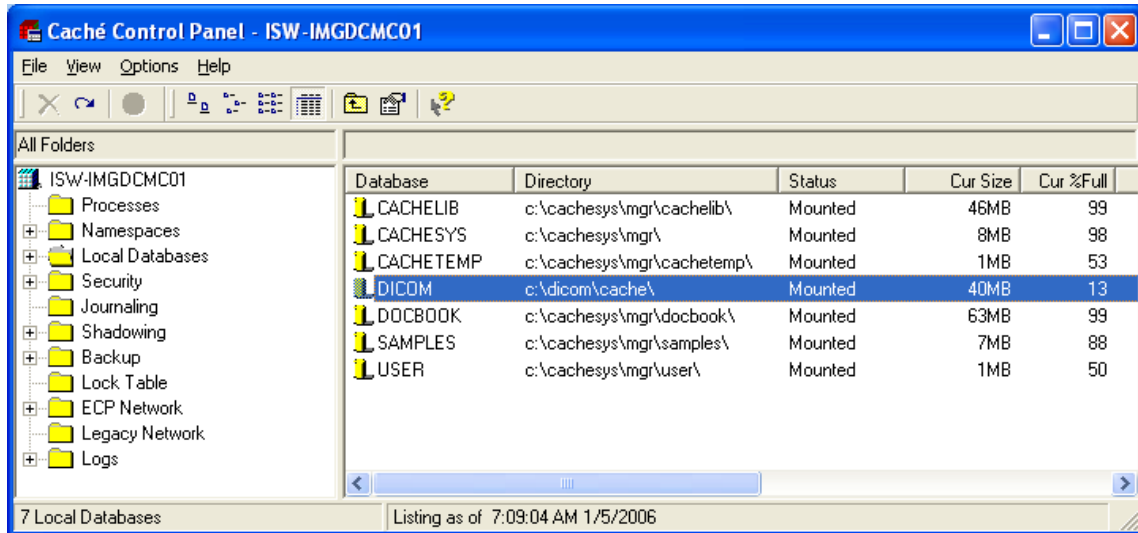 Caché Control Panel - ISW-IMGDCMC01
File View Options Help
All Folders
ISW-IMGDCMC01
Processes
Namespaces
Local Databases
Security
Journaling
Shadowing
Backup
Lock Table
ECP Network
Legacy Network
Logs
Database Directory Status Cur Size Cur %Full
CACHELIB c:\cachesys\mgr\cachelib\ Mounted 46MB 99
CACHESYS c:\cachesys\mgr\ Mounted 8MB 98
CACHETEMP c:\cachesys\mgr\cachetemp\ Mounted 1MB 53
DICOM c:\dicom\cache\ Mounted 40MB 13
DOCBOOK c:\cachesys\mgr\docbook\ Mounted 63MB 99
SAMPLES c:\cachesys\mgr\samples\ Mounted 7MB 88
USER c:\cachesys\mgr\user\ Mounted 1MB 50
7 Local Databases Listing as of 7:09:04 AM 1/5/2006